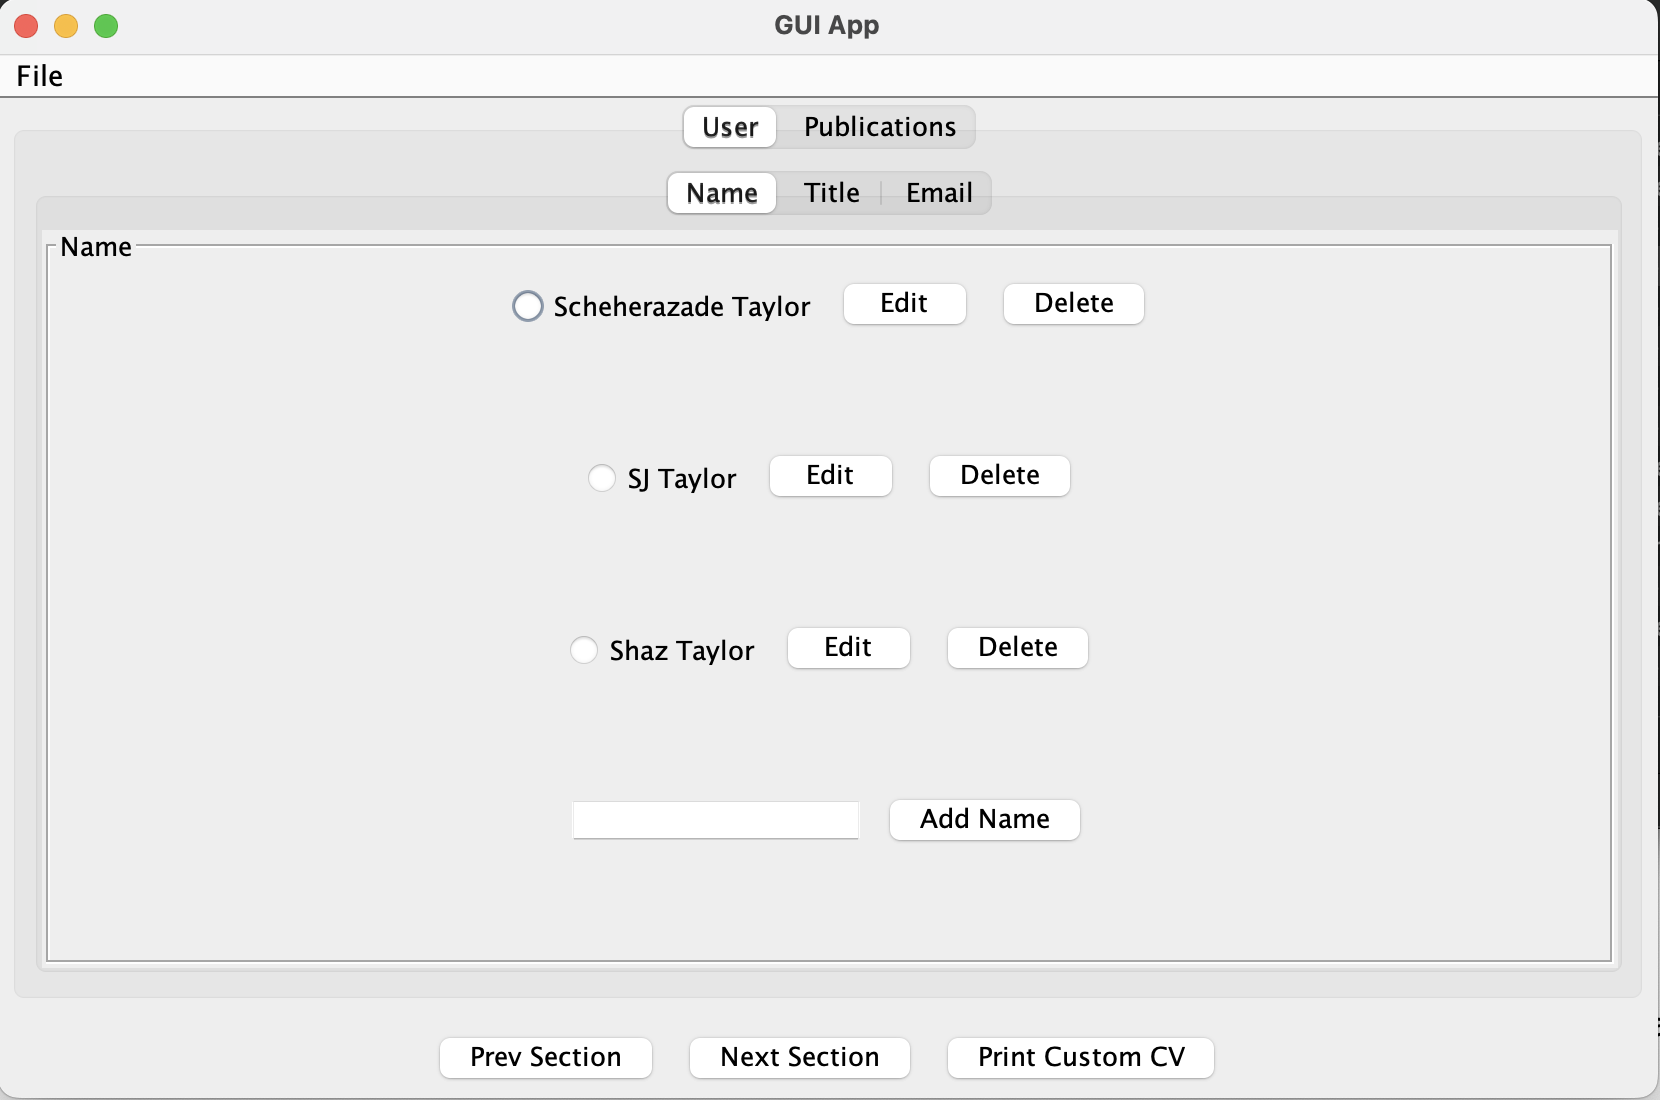 GUI App
File
User Publications
Name Title Email
Name
Scheherazade Taylor Edit Delete
SJ Taylor Edit Delete
Shaz Taylor Edit Delete
Add Name
Prev Section Next Section Print Custom CV